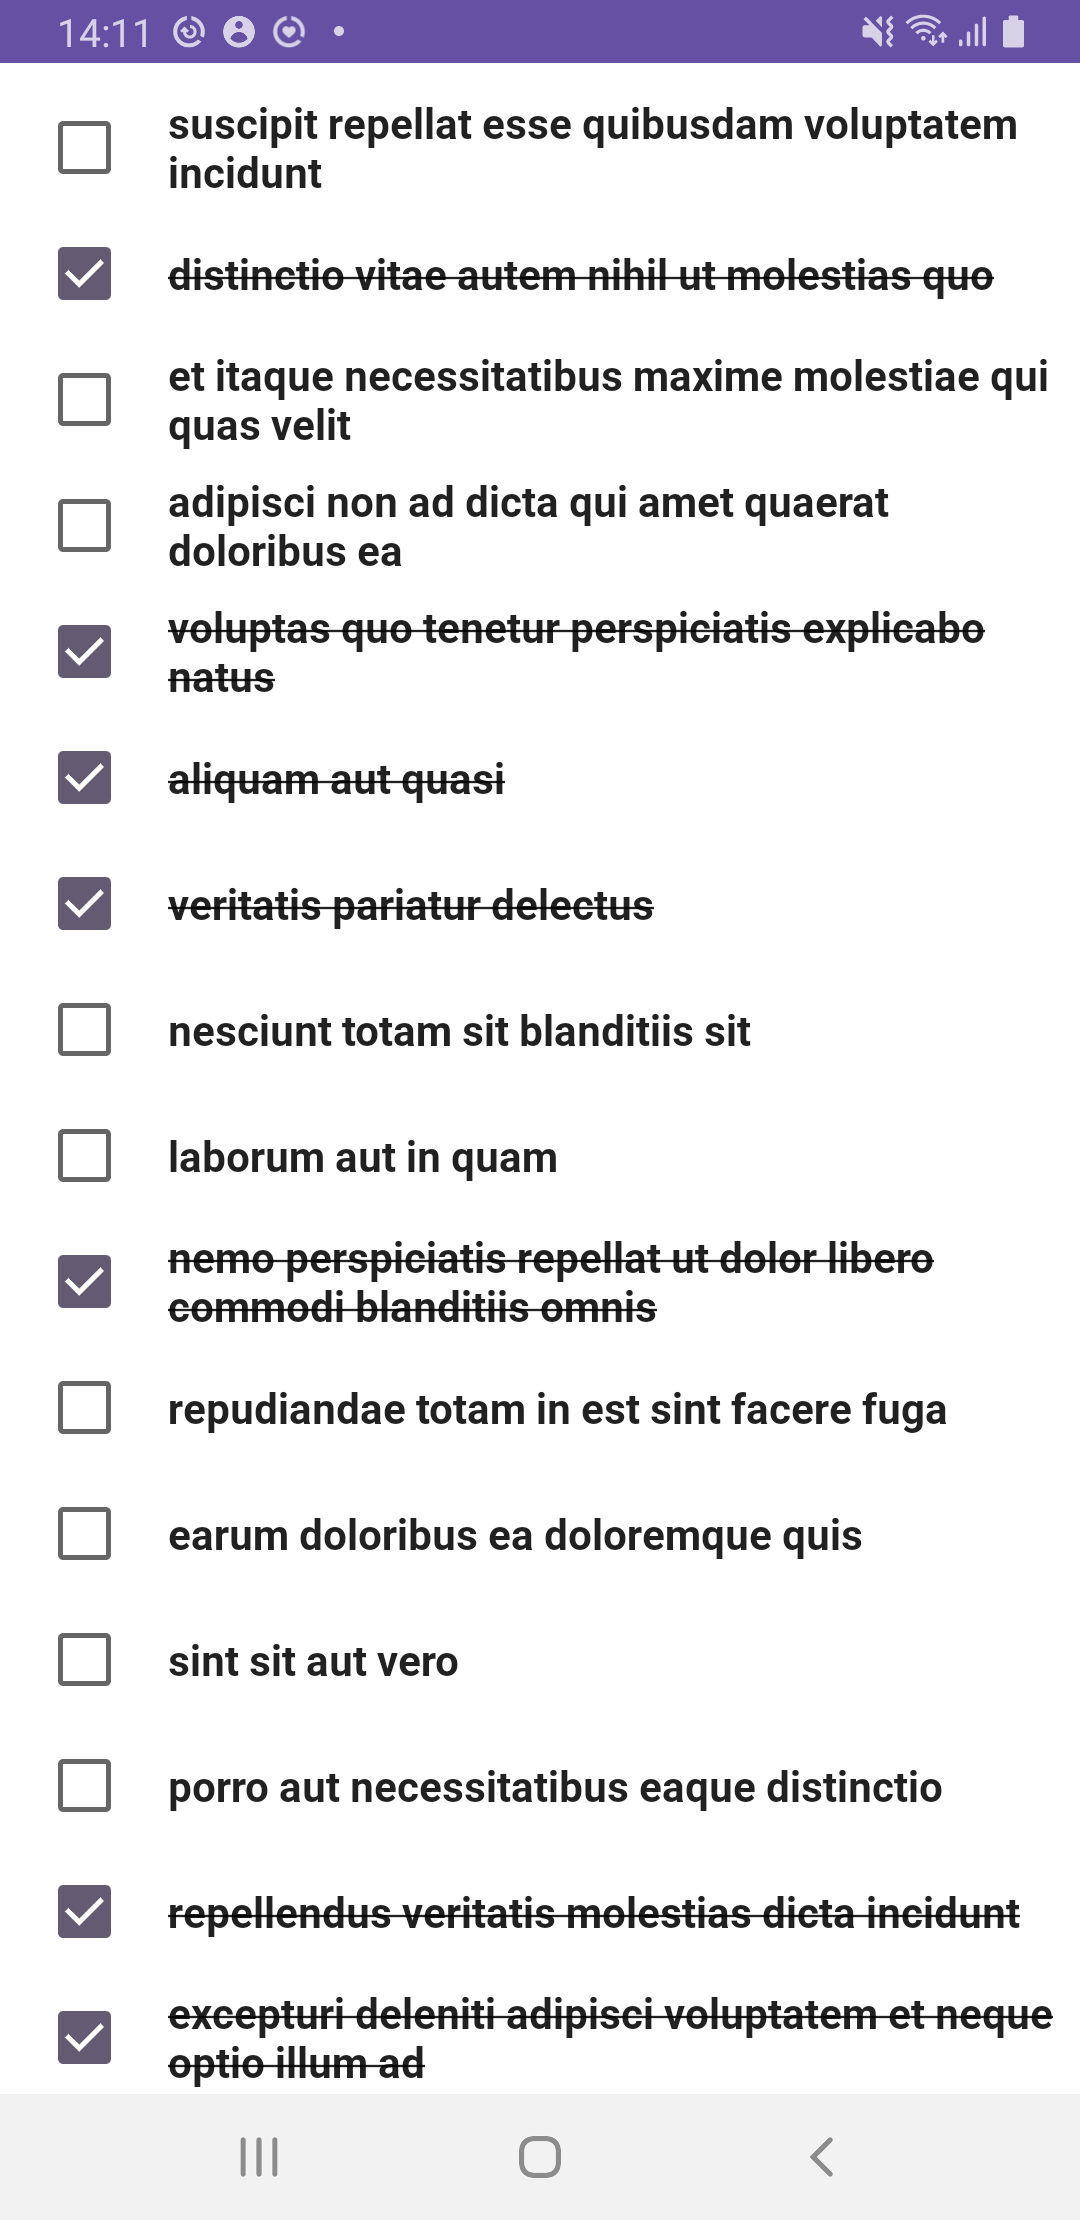 14:11
suscipit repellat esse quibusdam voluptatem
incidunt
distinctio vitae autem nihil ut molestias quo
et itaque necessitatibus maxime molestiae qui
quas velit
adipisci non ad dicta qui amet quaerat
doloribus ea
voluptas quo tenetur perspiciatis explicabo
natus
aliquam aut quasi
veritatis pariatur delectus
nesciunt totam sit blanditiis sit
laborum aut in quam
nemo perspiciatis repellat ut dolor libero
commodi blanditiis omnis
repudiandae totam in est sint facere fuga
earum doloribus ea doloremque quis
sint sit aut vero
porro aut necessitatibus eaque distinctio
repellendus veritatis molestias dicta incidunt
excepturi deleniti adipisci voluptatem et neque
optio illum ad